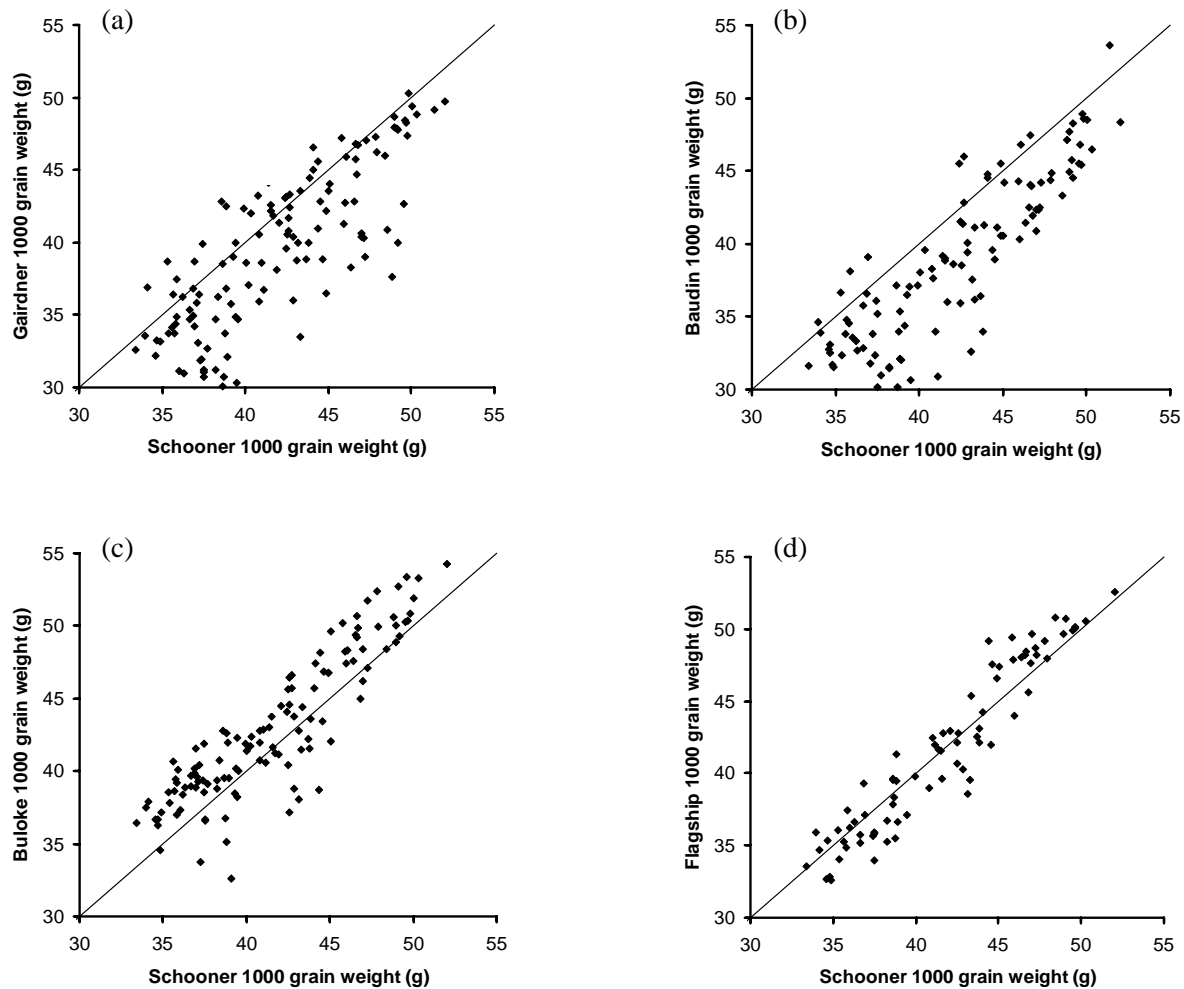 (a)
55
50
45
40
35
30
Gairdner 1000 grain weight (g)
30 35 40 45 50 55
Schooner 1000 grain weight (g)
(b)
55
50
45
40
35
30
Baudin 1000 grain weight (g)
30 35 40 45 50 55
Schooner 1000 grain weight (g)
(c)
55
50
45
40
35
30
Buloke 1000 grain weight (g)
30 35 40 45 50 55
Schooner 1000 grain weight (g)
(d)
55
50
45
40
35
30
Flagship 1000 grain weight (g)
30 35 40 45 50 55
Schooner 1000 grain weight (g)